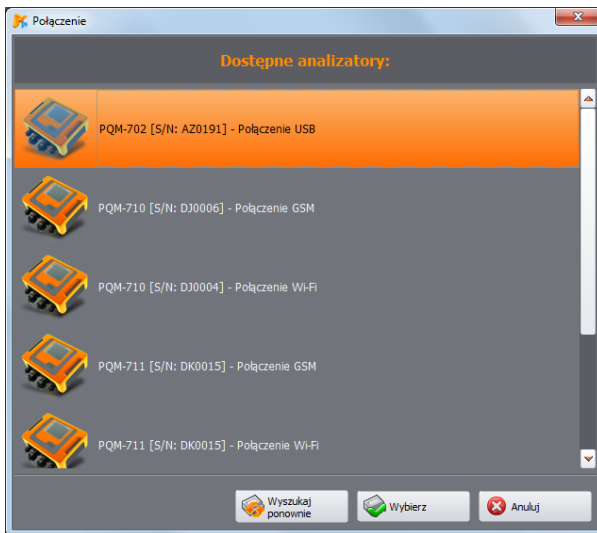 Połączenie
Dostępne analizatory:
PQM-702 [S/N: AZ0191] - Połączenie USB
PQM-710 [S/N: DJ0006] - Połączenie GSM
PQM-710 [S/N: DJ0004] - Połączenie Wi-Fi
PQM-711 [S/N: DK0015] - Połączenie GSM
PQM-711 [S/N: DK0015] - Połączenie Wi-Fi
Wyszukaj
ponownie
Wybierz
Anuluj